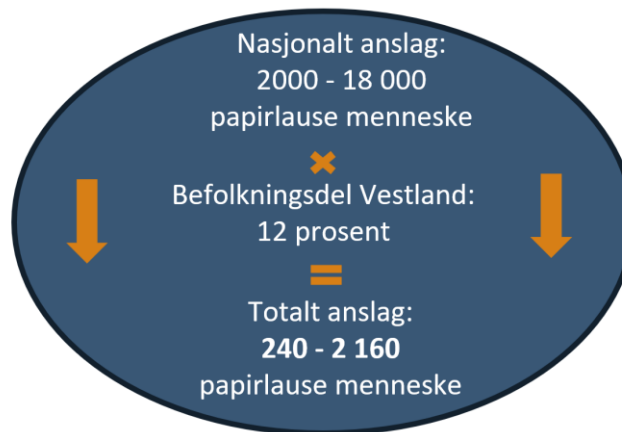 Nasjonalt anslag:
2000 - 18 000
papirlause menneske
×
Befolkningsdel Vestland:
12 prosent
=
Totalt anslag:
240 - 2 160
papirlause menneske